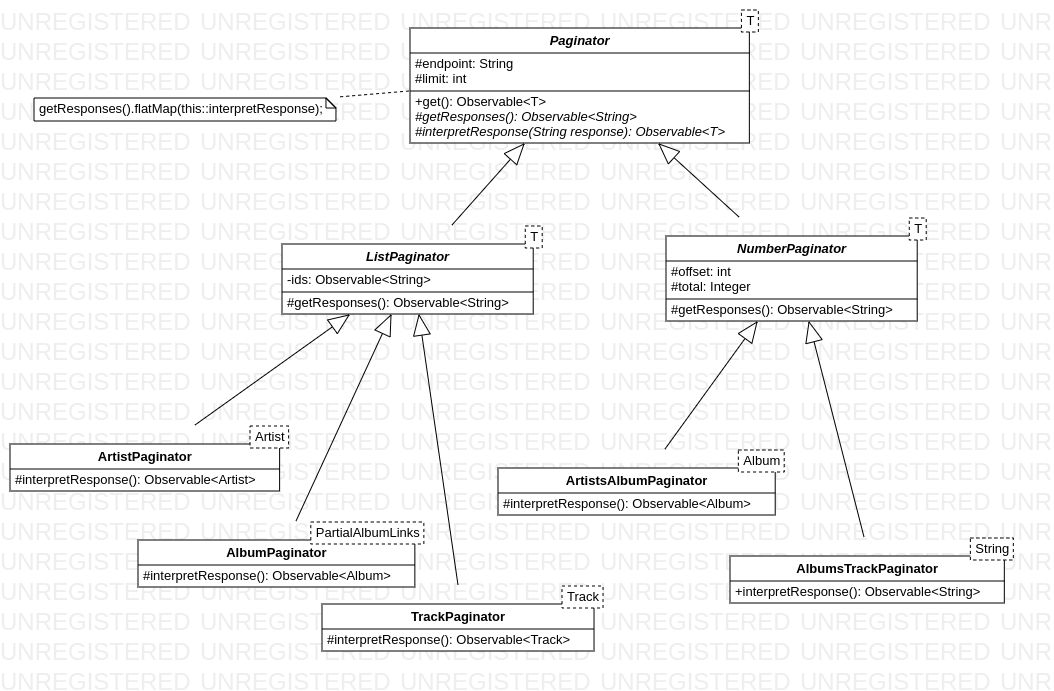 T
Paginator
#endpoint: String
#limit: int
+get(): Observable<T>
#getResponses(): Observable<String>
#interpretResponse(String response): Observable<T>
getResponses().flatMap(this::interpretResponse);
T
ListPaginator
-ids: Observable<String>
#getResponses(): Observable<String>
T
NumberPaginator
#offset: int
#total: Integer
#getResponses(): Observable<String>
Artist
ArtistPaginator
#interpretResponse(): Observable<Artist>
Album
ArtistsAlbumPaginator
#interpretResponse(): Observable<Album>
PartialAlbumLinks
AlbumPaginator
#interpretResponse(): Observable<Album>
String
AlbumsTrackPaginator
+interpretResponse(): Observable<String>
Track
TrackPaginator
#interpretResponse(): Observable<Track>
UNREGISTERED UNREGISTERED UNREGISTERED UNREGISTERED UNREGISTERED UNR